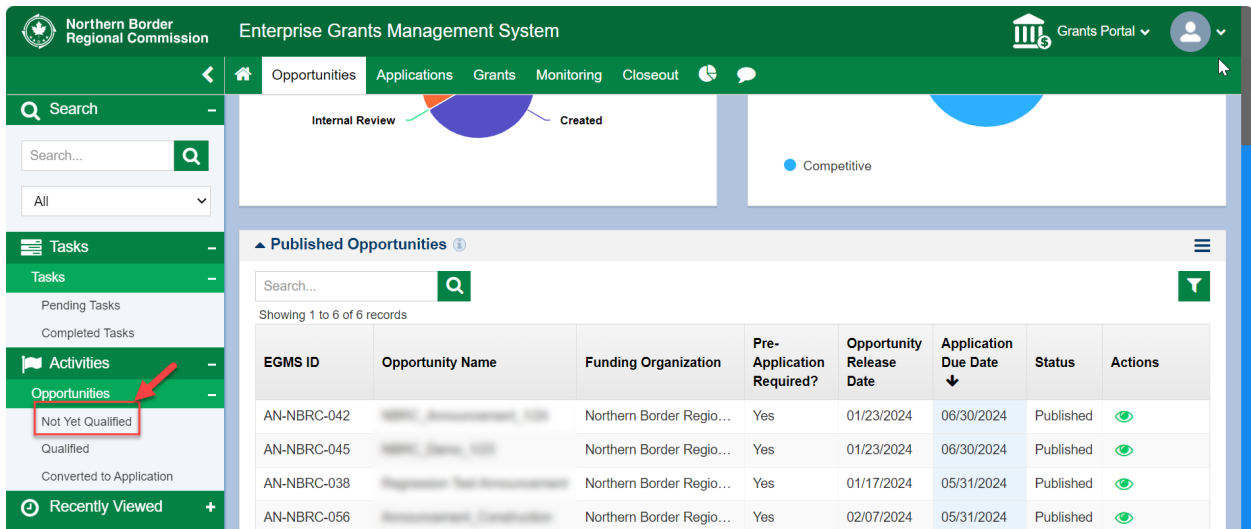 Northern Border
Regional Commission
Enterprise Grants Management System
Grants Portal
Opportunities Applications Grants Monitoring Closeout
Search
Search...
All
Tasks
Tasks
Pending Tasks
Completed Tasks
Activities
Opportunities
Not Yet Qualified
Qualified
Converted to Application
Recently Viewed
Internal Review
Created
Competitive
Published Opportunities
Search...
Showing 1 to 6 of 6 records
EGMS ID Opportunity Name Funding Organization Pre-Application Required? Opportunity Release Date Application Due Date Status Actions
AN-NBRC-042 Northern Border Regio... Yes 01/23/2024 06/30/2024 Published
AN-NBRC-045 Northern Border Regio... Yes 01/23/2024 06/30/2024 Published
AN-NBRC-038 Northern Border Regio... Yes 01/17/2024 05/31/2024 Published
AN-NBRC-056 Northern Border Regio... Yes 02/07/2024 05/31/2024 Published